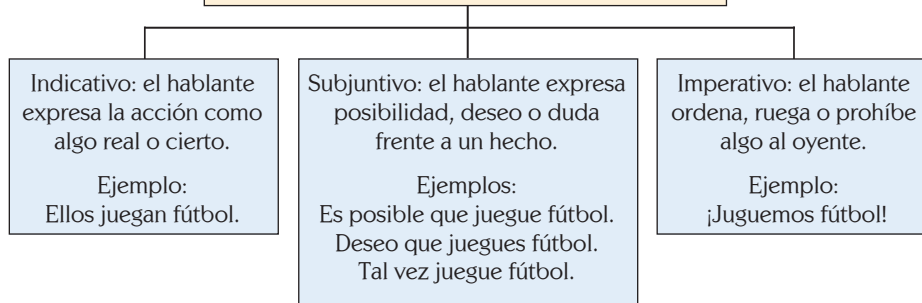 Indicativo: el hablante
expresa la acción como
algo real o cierto.
Ejemplo:
Ellos juegan fútbol.
Subjuntivo: el hablante expresa
posibilidad, deseo o duda
frente a un hecho.
Ejemplos:
Es posible que juegue fútbol.
Deseo que juegues fútbol.
Tal vez juegue fútbol.
Imperativo: el hablante
ordena, ruega o prohíbe
algo al oyente.
Ejemplo:
¡Juguemos fútbol!